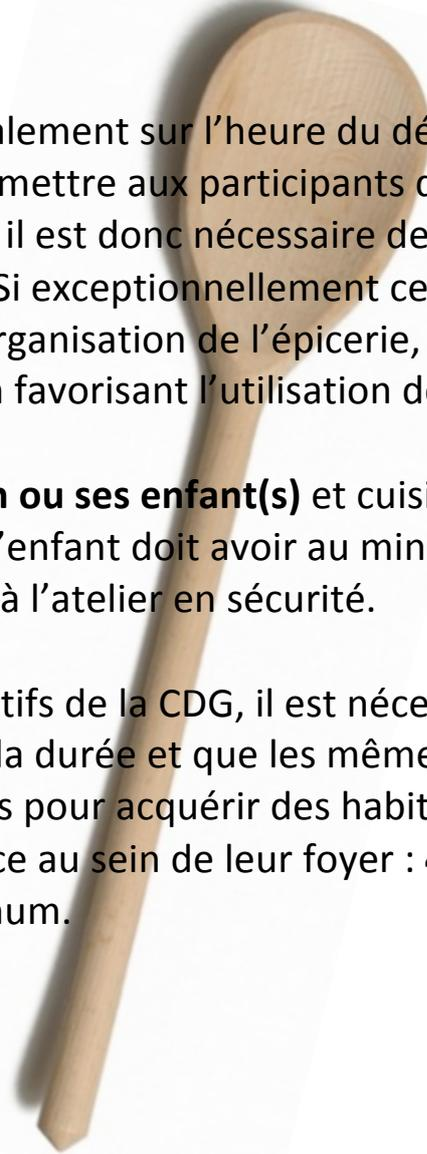 alement sur l’heure du dé
mettre aux participants
il est donc nécessaire de
Si exceptionnellement ce
rganisation de l’épicerie,
favorisant l’utilisation d
ou ses enfant(s) et cuisi
’enfant doit avoir au min
à l’atelier en sécurité.
tifs de la CDG, il est néce
la durée et que les même
s pour acquérir des habit
ce au sein de leur foyer :
um.